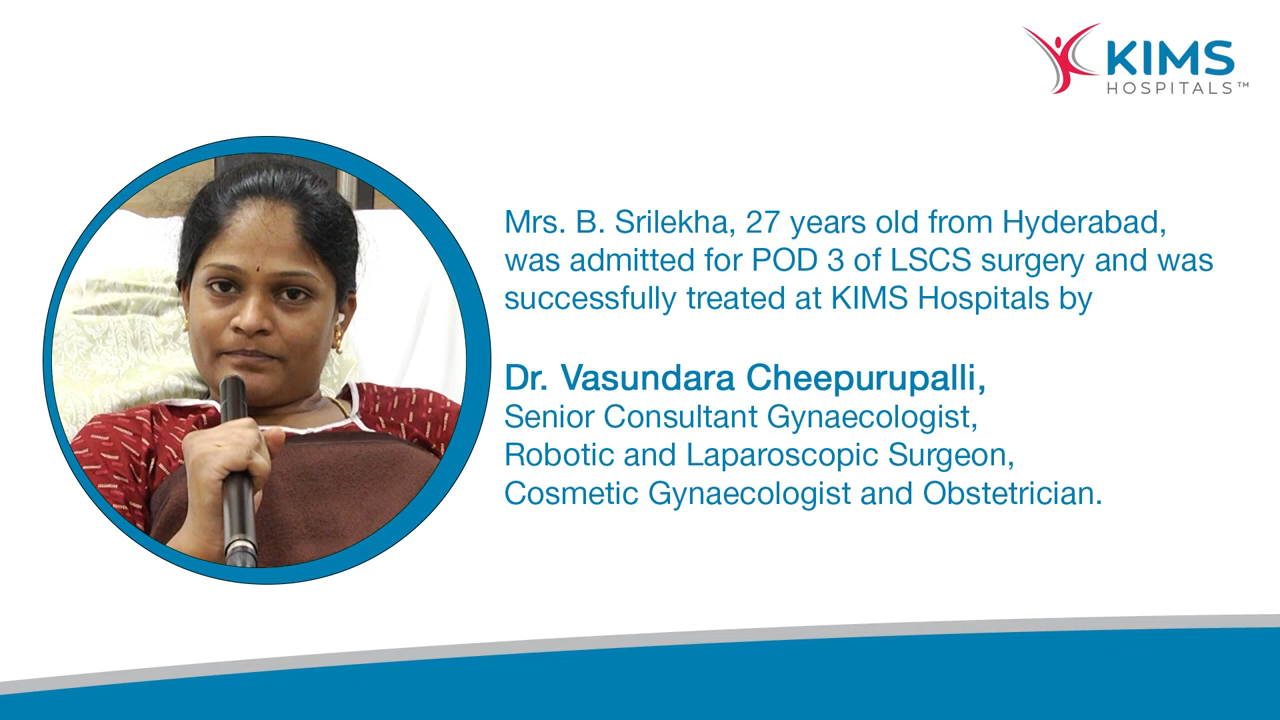 KIMS
HOSPITALS™
Mrs. B. Srilekha, 27 years old from Hyderabad,
was admitted for POD 3 of LSCS surgery and was
successfully treated at KIMS Hospitals by
Dr. Vasundara Cheepurupalli,
Senior Consultant Gynaecologist,
Robotic and Laparoscopic Surgeon,
Cosmetic Gynaecologist and Obstetrician.